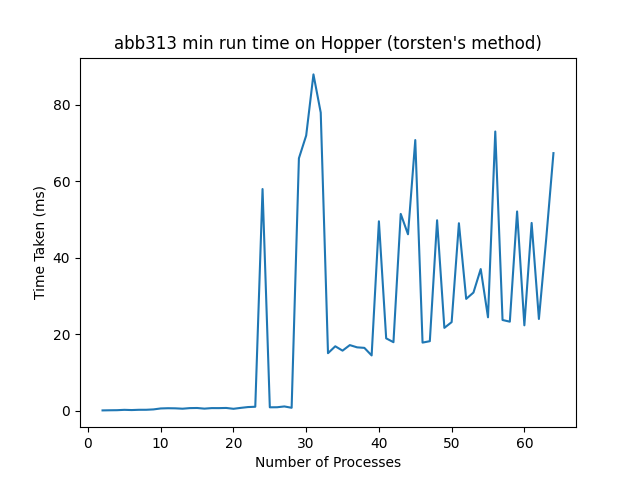 abb313 min run time on Hopper (torsten's method)
80
60
40
20
0
Time Taken (ms)
0 10 20 30 40 50 60
Number of Processes